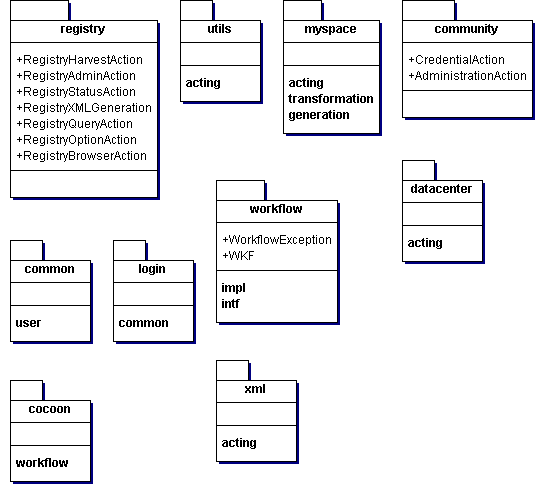 registry
+RegistryHarvestAction
+RegistryAdminAction
+RegistryStatusAction
+RegistryXMLGeneration
+RegistryQueryAction
+RegistryOptionAction
+RegistryBrowserAction
utils
acting
myspace
acting
transformation
generation
community
+CredentialAction
+AdministrationAction
datacenter
acting
workflow
+WorkflowException
+WKF
impl
intf
common
user
login
common
cocoon
workflow
xml
acting